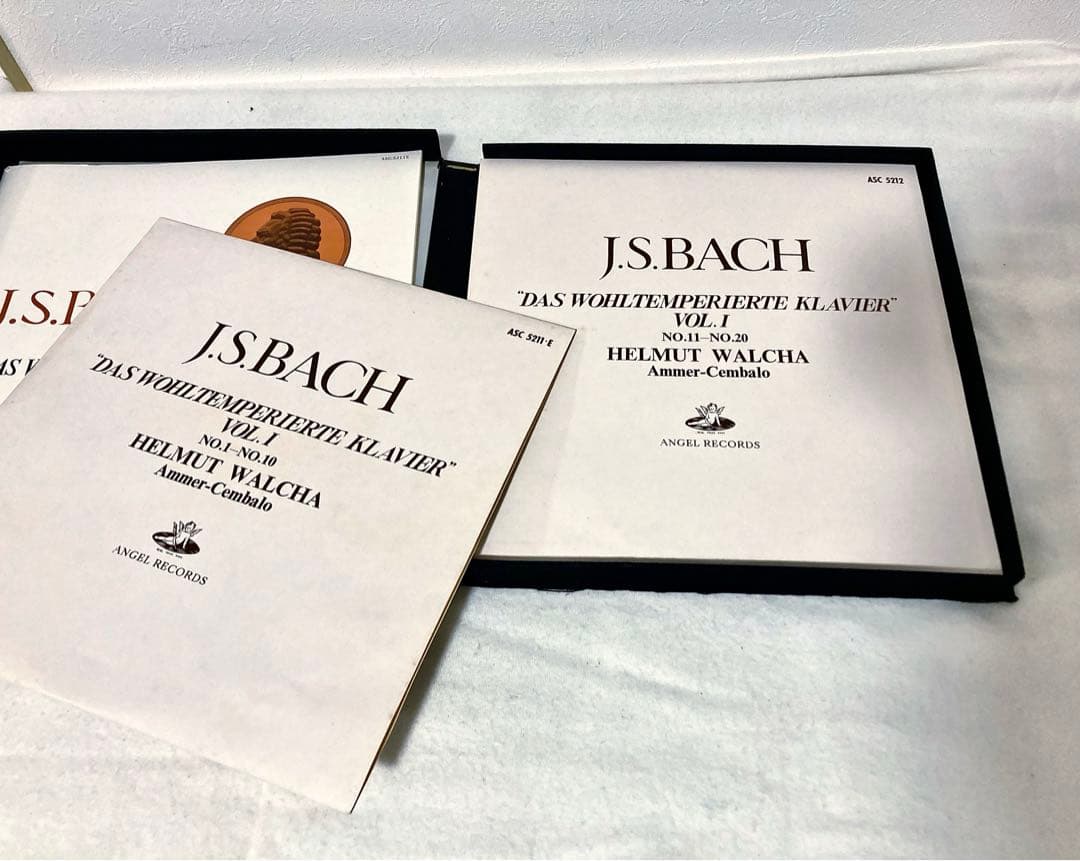 J.S.B
AS W
ASC 5211·E
J.S.BACH
"DAS WOHLTEMPERIERTE KLAVIER"
VOL. I
NO.1–NO.10
HELMUT WALCHA
Ammer-Cembalo
ANGEL RECORDS
ASC 5212
J.S.BACH
"DAS WOHLTEMPERIERTE KLAVIER"
VOL. I
NO.11–NO.20
HELMUT WALCHA
Ammer-Cembalo
ANGEL RECORDS